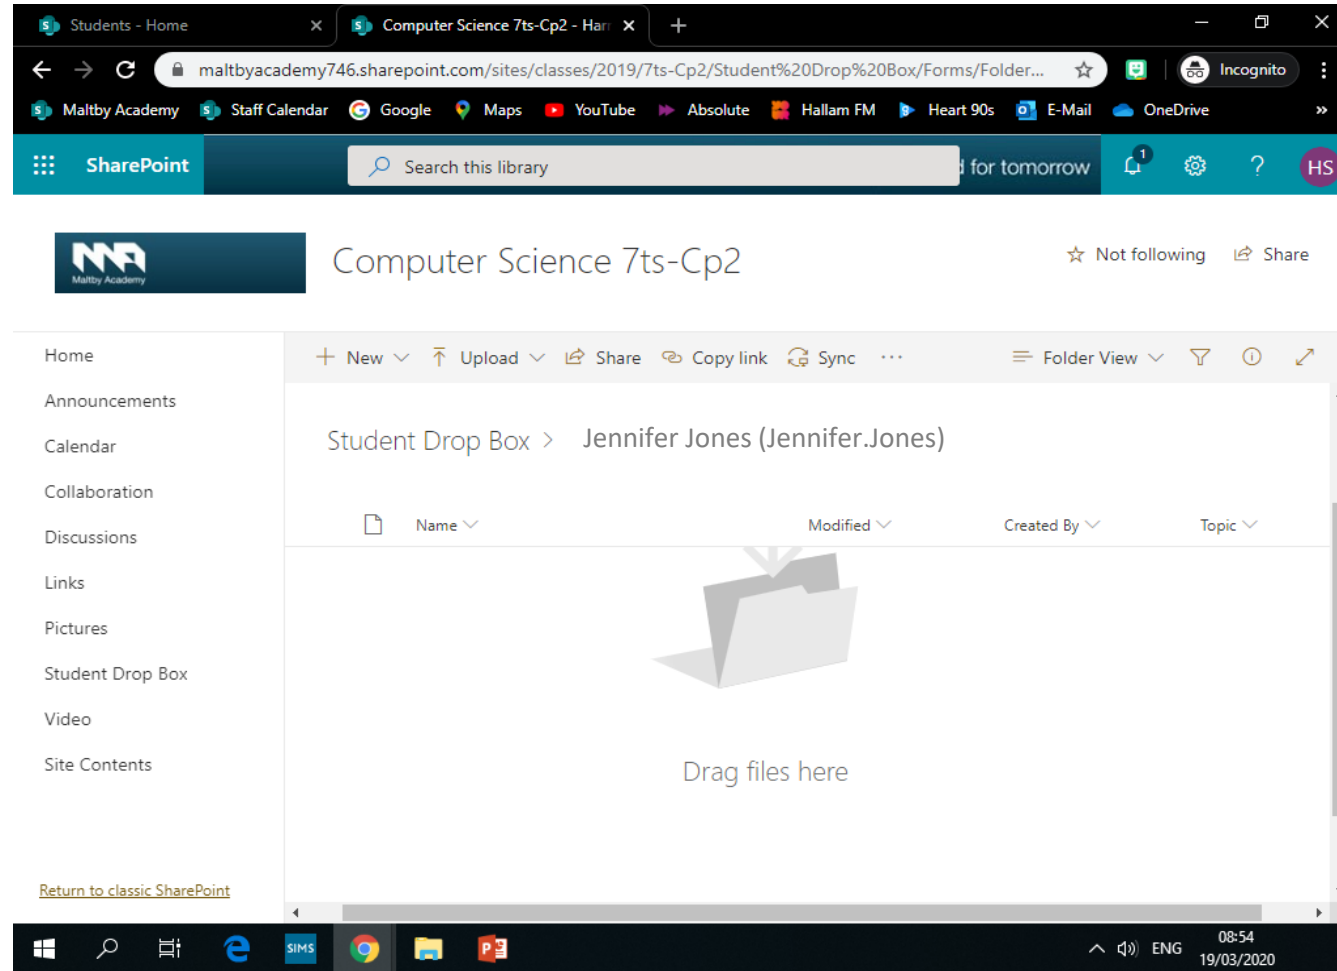 Students - Home
Computer Science 7ts-Cp2 - Harr
maltbyacademy746.sharepoint.com/sites/classes/2019/7ts-Cp2/Student%20Drop%20Box/Forms/Folder...
Incognito
Maltby Academy Staff Calendar Google Maps YouTube Absolute Hallam FM Heart 90s E-Mail OneDrive »
SharePoint
Search this library
d for tomorrow
1
?
HS
Maltby Academy
Computer Science 7ts-Cp2
Not following Share
Home
Announcements
Calendar
Collaboration
Discussions
Links
Pictures
Student Drop Box
Video
Site Contents
Return to classic SharePoint
+ New Upload Share Copy link Sync ···
Folder View
Student Drop Box > Jennifer Jones (Jennifer.Jones)
Name Modified Created By Topic
Drag files here
SIMS
ENG
08:54
19/03/2020